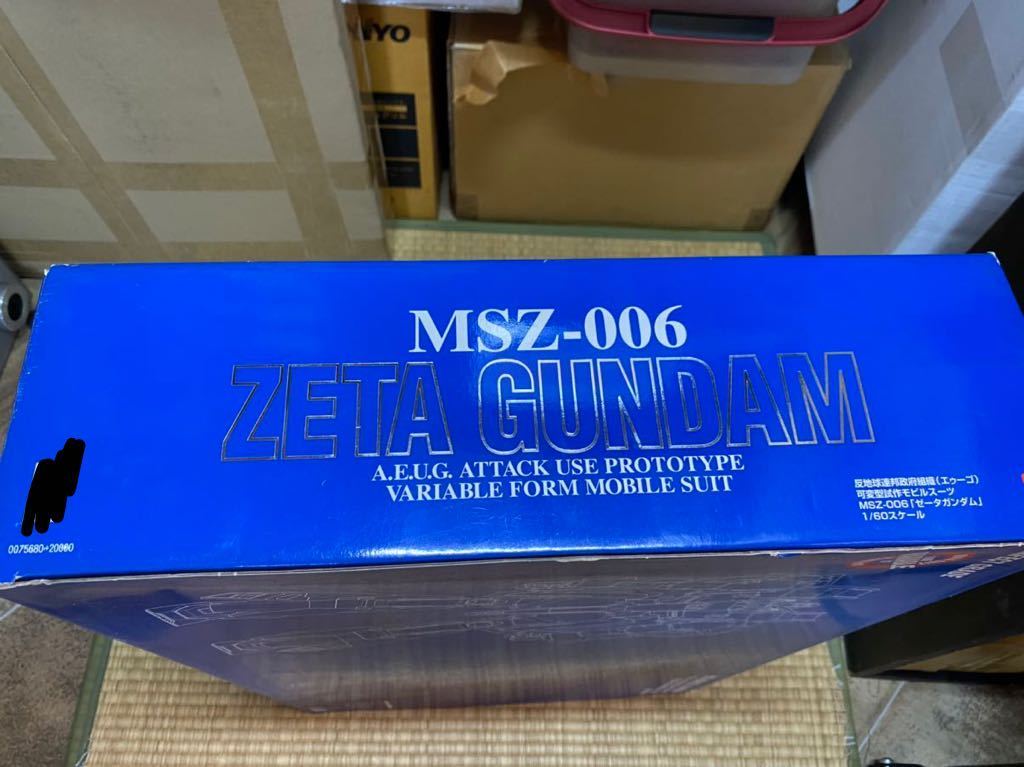 MSZ-006
ZETA GUNDAM
A.E.U.G. ATTACK USE PROTOTYPE
VARIABLE FORM MOBILE SUIT
反地球連邦政府組織(エゥーゴ)
可変型試作モビルスーツ
MSZ-006「ゼータガンダム」
1/60スケール
0075680-20000